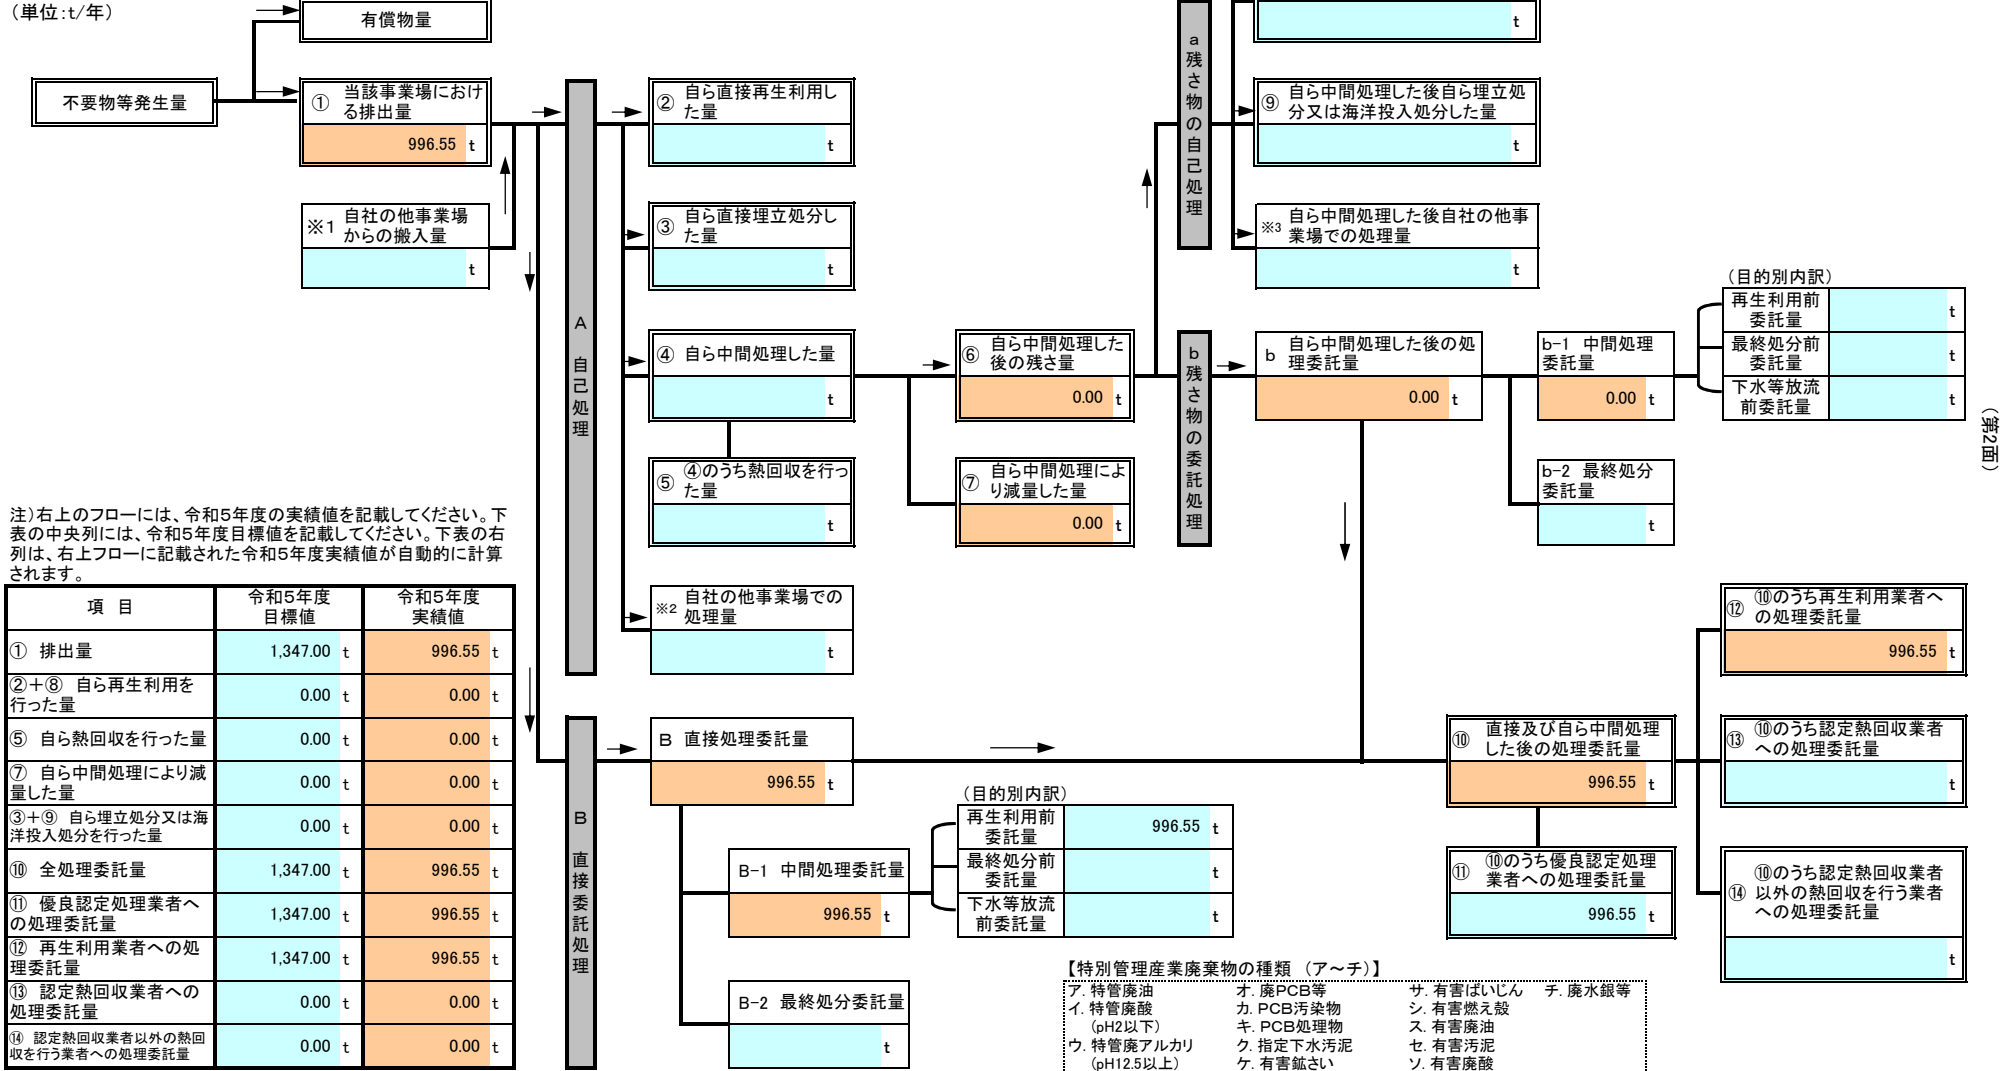 （単位:t/年）
有償物量
不要物等発生量
① 当該事業場におけ
る排出量
996.55 t
※1 自社の他事業場
からの搬入量
t
A 自己処理
② 自ら直接再生利用し
た量
t
③ 自ら直接埋立処分し
た量
t
④ 自ら中間処理した量
t
⑤ ④のうち熱回収を行っ
た量
t
※2 自社の他事業場での
処理量
t
⑥ 自ら中間処理した
後の残さ量
0.00 t
⑦ 自ら中間処理によ
り減量した量
0.00 t
a残さ物の自己処理
t
⑨ 自ら中間処理した後自ら埋立処
分又は海洋投入処分した量
t
※3 自ら中間処理した後自社の他事
業場での処理量
t
b残さ物の委託処理
b 自ら中間処理した後の処
理委託量
0.00 t
b-1 中間処理
委託量
0.00 t
b-2 最終処分
委託量
t
（目的別内訳）
再生利用前
委託量
t
最終処分前
委託量
t
下水等放流
前委託量
t
（第2面）
注）右上のフローには、令和5年度の実績値を記載してください。下
表の中央列には、令和5年度目標値を記載してください。下表の右
列は、右上フローに記載された令和5年度実績値が自動的に計算
されます。
項 目 令和5年度 目標値 令和5年度 実績値
① 排出量 1,347.00 t 996.55 t
②＋⑧ 自ら再生利用を
行った量 0.00 t 0.00 t
⑤ 自ら熱回収を行った量 0.00 t 0.00 t
⑦ 自ら中間処理により減
量した量 0.00 t 0.00 t
③＋⑨ 自ら埋立処分又は海
洋投入処分を行った量 0.00 t 0.00 t
⑩ 全処理委託量 1,347.00 t 996.55 t
⑪ 優良認定処理業者へ
の処理委託量 1,347.00 t 996.55 t
⑫ 再生利用業者への処
理委託量 1,347.00 t 996.55 t
⑬ 認定熱回収業者への
処理委託量 0.00 t 0.00 t
⑭ 認定熱回収業者以外の熱回
収を行う業者への処理委託量 0.00 t 0.00 t
B 直接委託処理
B 直接処理委託量
996.55 t
B-1 中間処理委託量
996.55 t
B-2 最終処分委託量
t
（目的別内訳）
再生利用前
委託量
996.55 t
最終処分前
委託量
t
下水等放流
前委託量
t
⑩ 直接及び自ら中間処理
した後の処理委託量
996.55 t
⑪ ⑩のうち優良認定処理
業者への処理委託量
996.55 t
⑫ ⑩のうち再生利用業者へ
の処理委託量
996.55 t
⑬ ⑩のうち認定熱回収業者
への処理委託量
t
⑭ ⑩のうち認定熱回収業者
以外の熱回収を行う業者
への処理委託量
t
【特別管理産業廃棄物の種類 （ア～チ）】
ア. 特管廃油 オ. 廃PCB等 サ. 有害ばいじん チ. 廃水銀等
イ. 特管廃酸 カ. PCB汚染物 シ. 有害燃え殻
（pH2以下） キ. PCB処理物 ス. 有害廃油
ウ. 特管廃アルカリ ク. 指定下水汚泥 セ. 有害汚泥
（pH12.5以上） ケ. 有害鉱さい ソ. 有害廃酸